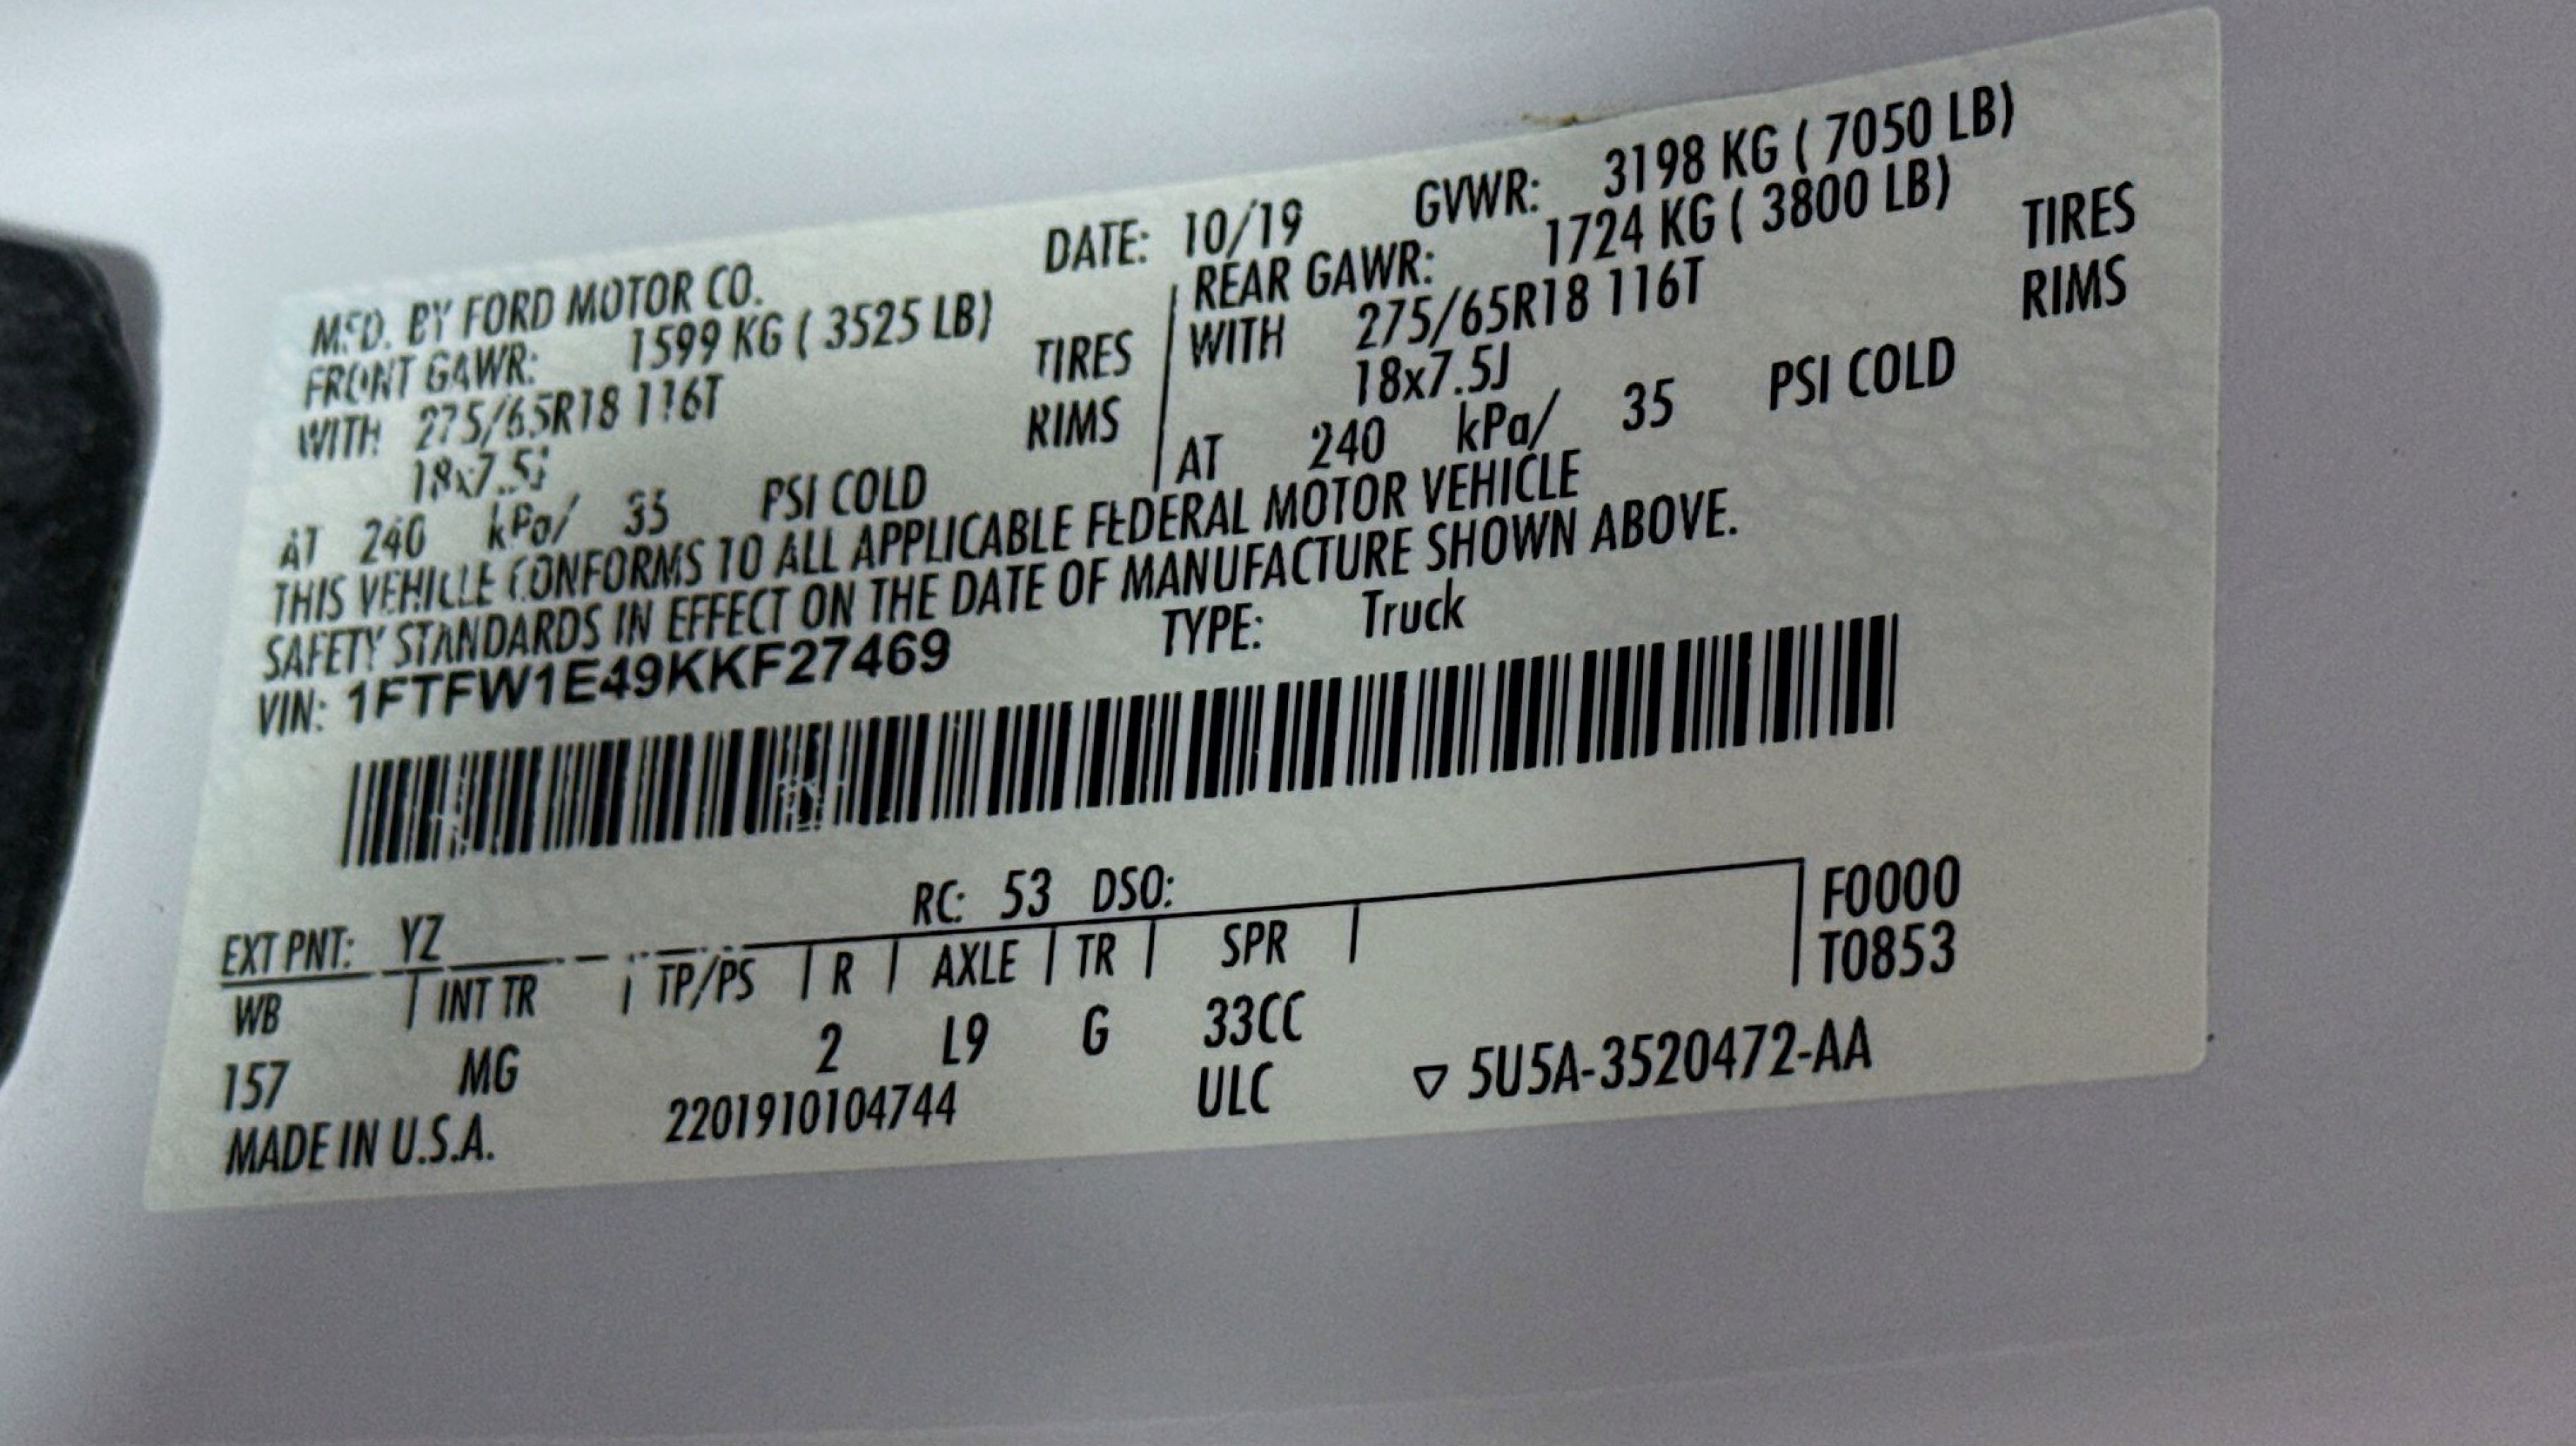 MFD. BY FORD MOTOR CO. DATE: 10/19 GVWR: 3198 KG ( 7050 LB)
FRONT GAWR: 1599 KG ( 3525 LB) REAR GAWR: 1724 KG ( 3800 LB)
WITH 275/65R18 116T TIRES WITH 275/65R18 116T TIRES
18x7.5J RIMS 18x7.5J RIMS
AT 240 kPa/ 35 PSI COLD AT 240 kPa/ 35 PSI COLD
THIS VEHICLE CONFORMS TO ALL APPLICABLE FEDERAL MOTOR VEHICLE
SAFETY STANDARDS IN EFFECT ON THE DATE OF MANUFACTURE SHOWN ABOVE.
VIN: 1FTFW1E49KKF27469 TYPE: Truck
EXT PNT: YZ RC: 53 DSO: F0000
WB INT TR TP/PS R AXLE TR SPR T0853
157 MG 2 L9 G 33CC
MADE IN U.S.A. 2201910104744 ULC ▽ 5U5A-3520472-AA